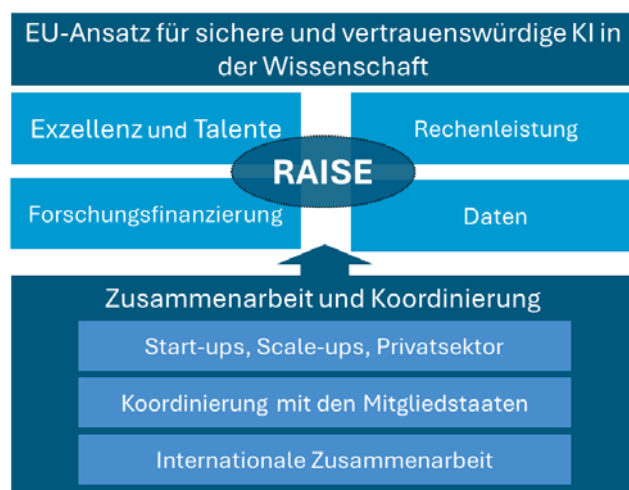 EU-Ansatz für sichere und vertrauenswürdige KI in
der Wissenschaft
Exzellenz und Talente
Rechenleistung
RAISE
Forschungsfinanzierung
Daten
Zusammenarbeit und Koordinierung
Start-ups, Scale-ups, Privatsektor
Koordinierung mit den Mitgliedstaaten
Internationale Zusammenarbeit